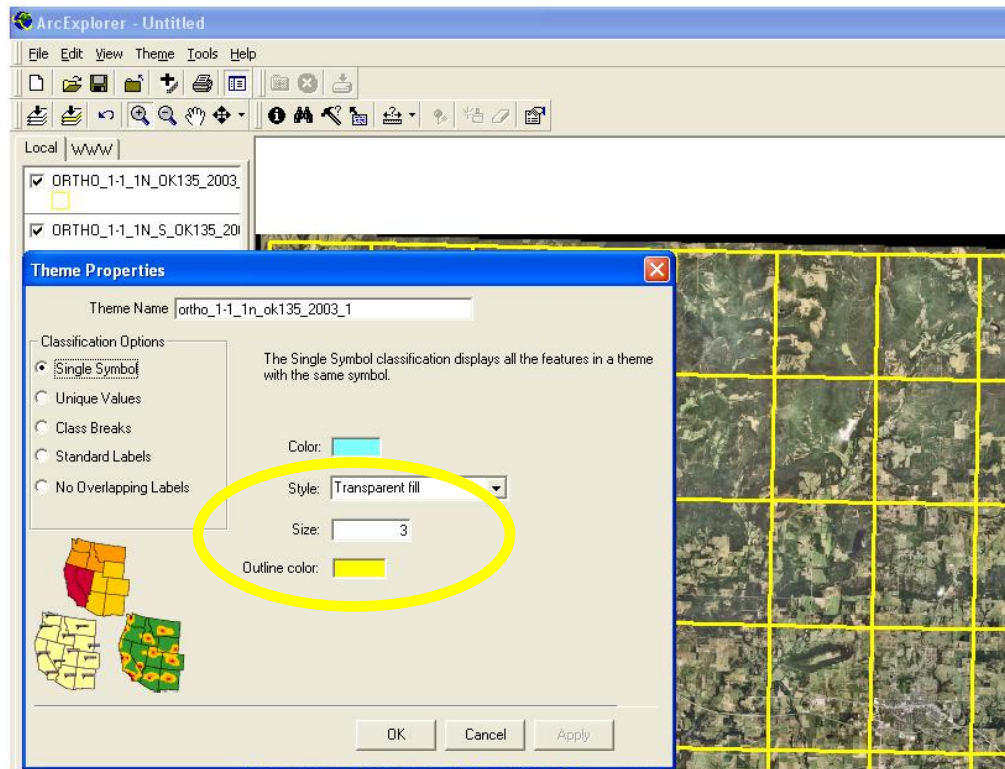 ArcExplorer - Untitled
File Edit View Theme Tools Help
Local WWW
ORTHO_1-1_1N_OK135_2003_
ORTHO_1-1_1N_S_OK135_20
Theme Properties
Theme Name ortho_1-1_1n_ok135_2003_1
Classification Options
Single Symbol
Unique Values
Class Breaks
Standard Labels
No Overlapping Labels
The Single Symbol classification displays all the features in a theme
with the same symbol.
Color:
Style: Transparent fill
Size: 3
Outline color:
OK Cancel Apply